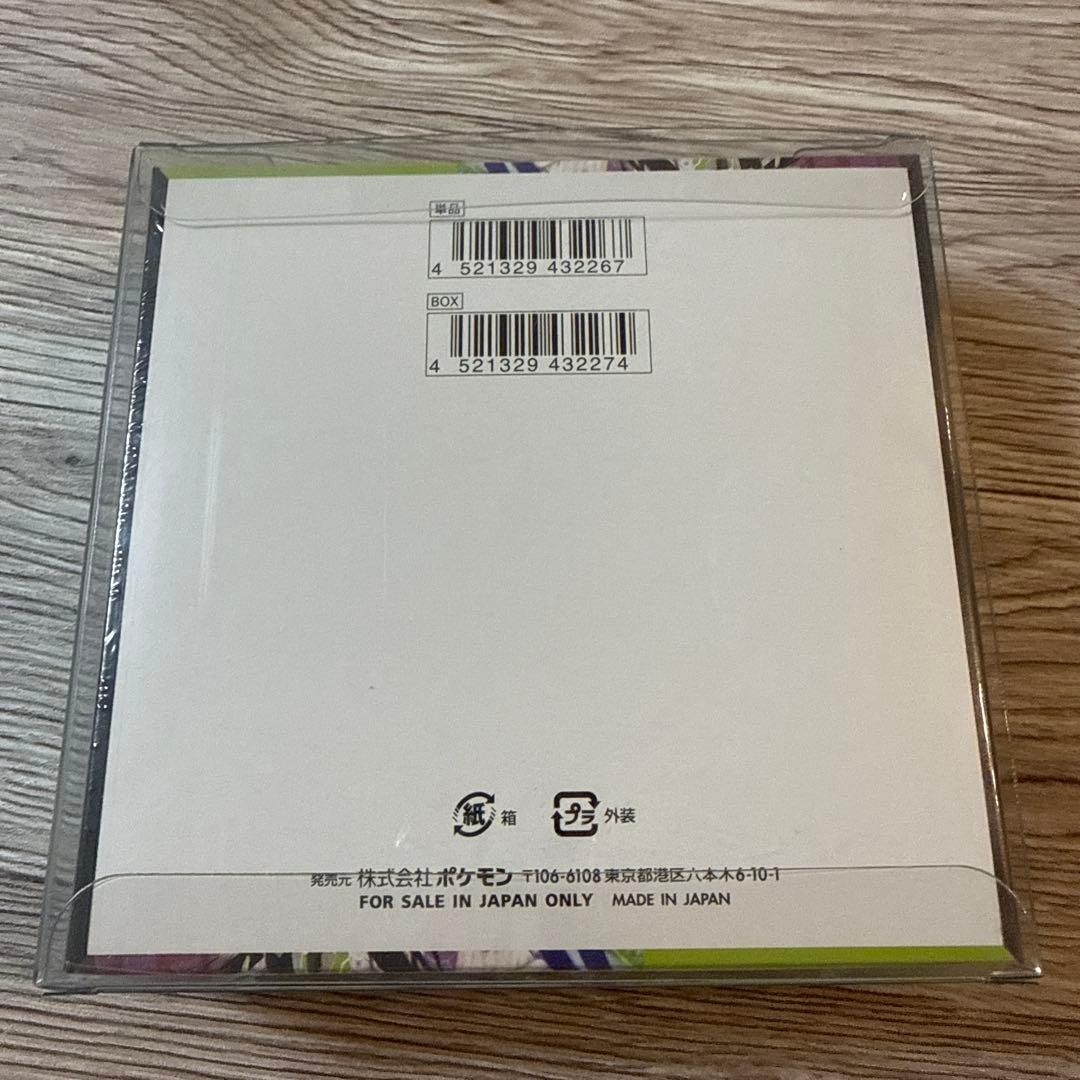 単品
4 521329 432267
BOX
4 521329 432274
紙 箱 プラ 外装
発売元 株式会社ポケモン 〒106-6108 東京都港区六本木6-10-1
FOR SALE IN JAPAN ONLY MADE IN JAPAN